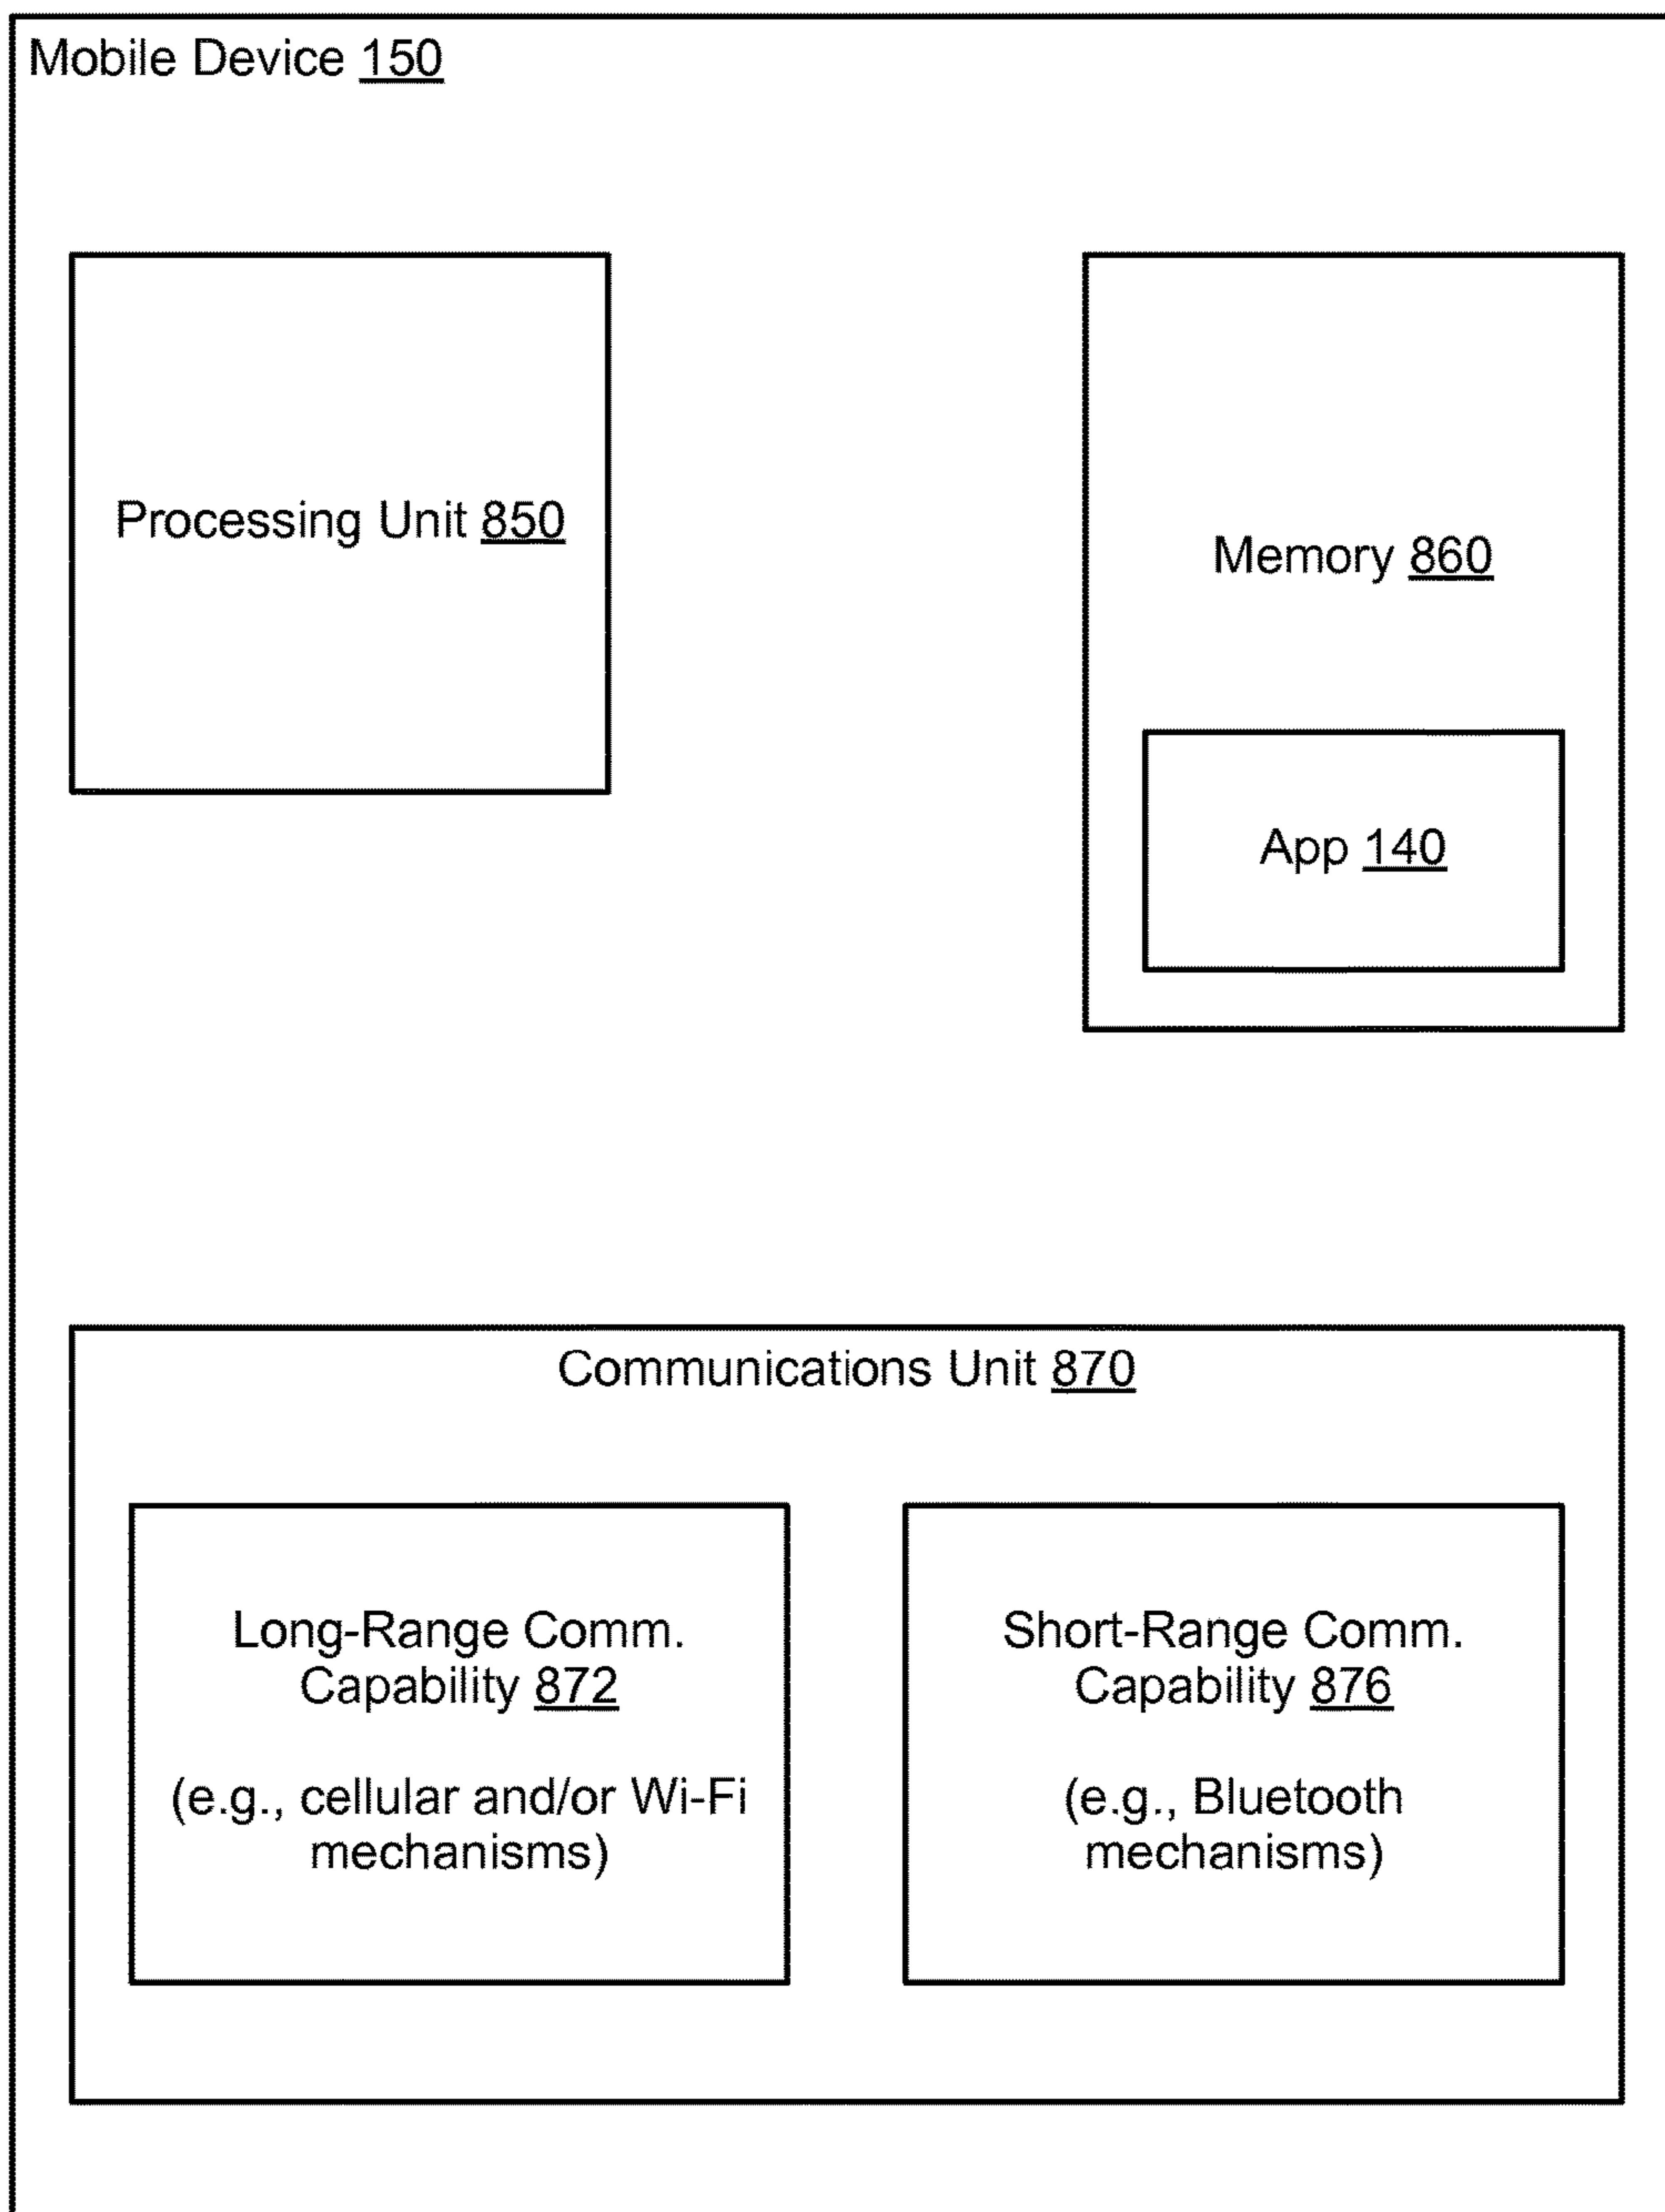 Mobile Device 150
Processing Unit 850
Memory 860
App 140
Communications Unit 870
Long-Range Comm.
Capability 872
(e.g., cellular and/or Wi-Fi
mechanisms)
Short-Range Comm.
Capability 876
(e.g., Bluetooth
mechanisms)